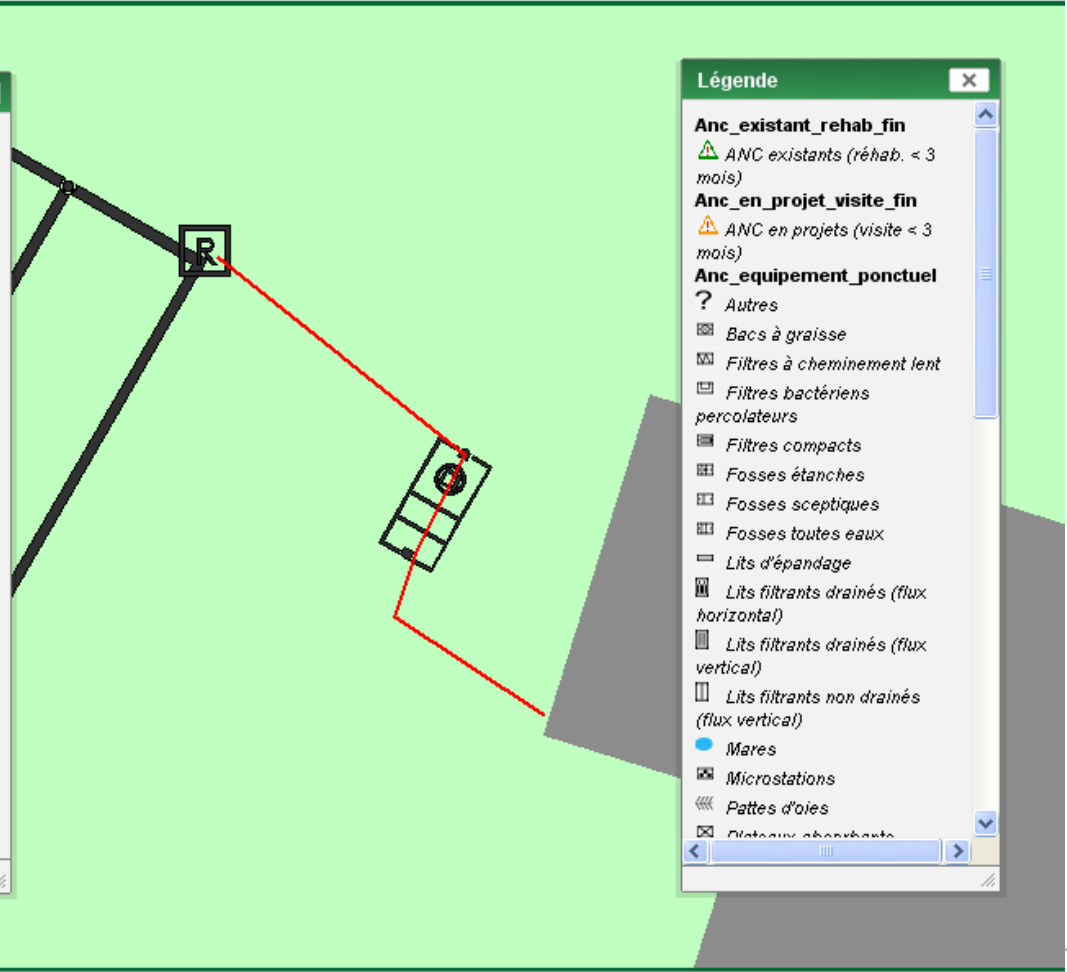 Légende
Anc_existant_rehab_fin
ANC existants (réhab. < 3
mois)
Anc_en_projet_visite_fin
ANC en projets (visite < 3
mois)
Anc_equipement_ponctuel
? Autres
Bacs à graisse
Filtres à cheminement lent
Filtres bactériens
percolateurs
Filtres compacts
Fosses étanches
Fosses sceptiques
Fosses toutes eaux
Lits d'épandage
Lits filtrants drainés (flux
horizontal)
Lits filtrants drainés (flux
vertical)
Lits filtrants non drainés
(flux vertical)
Mares
Microstations
Pattes d'oies
R